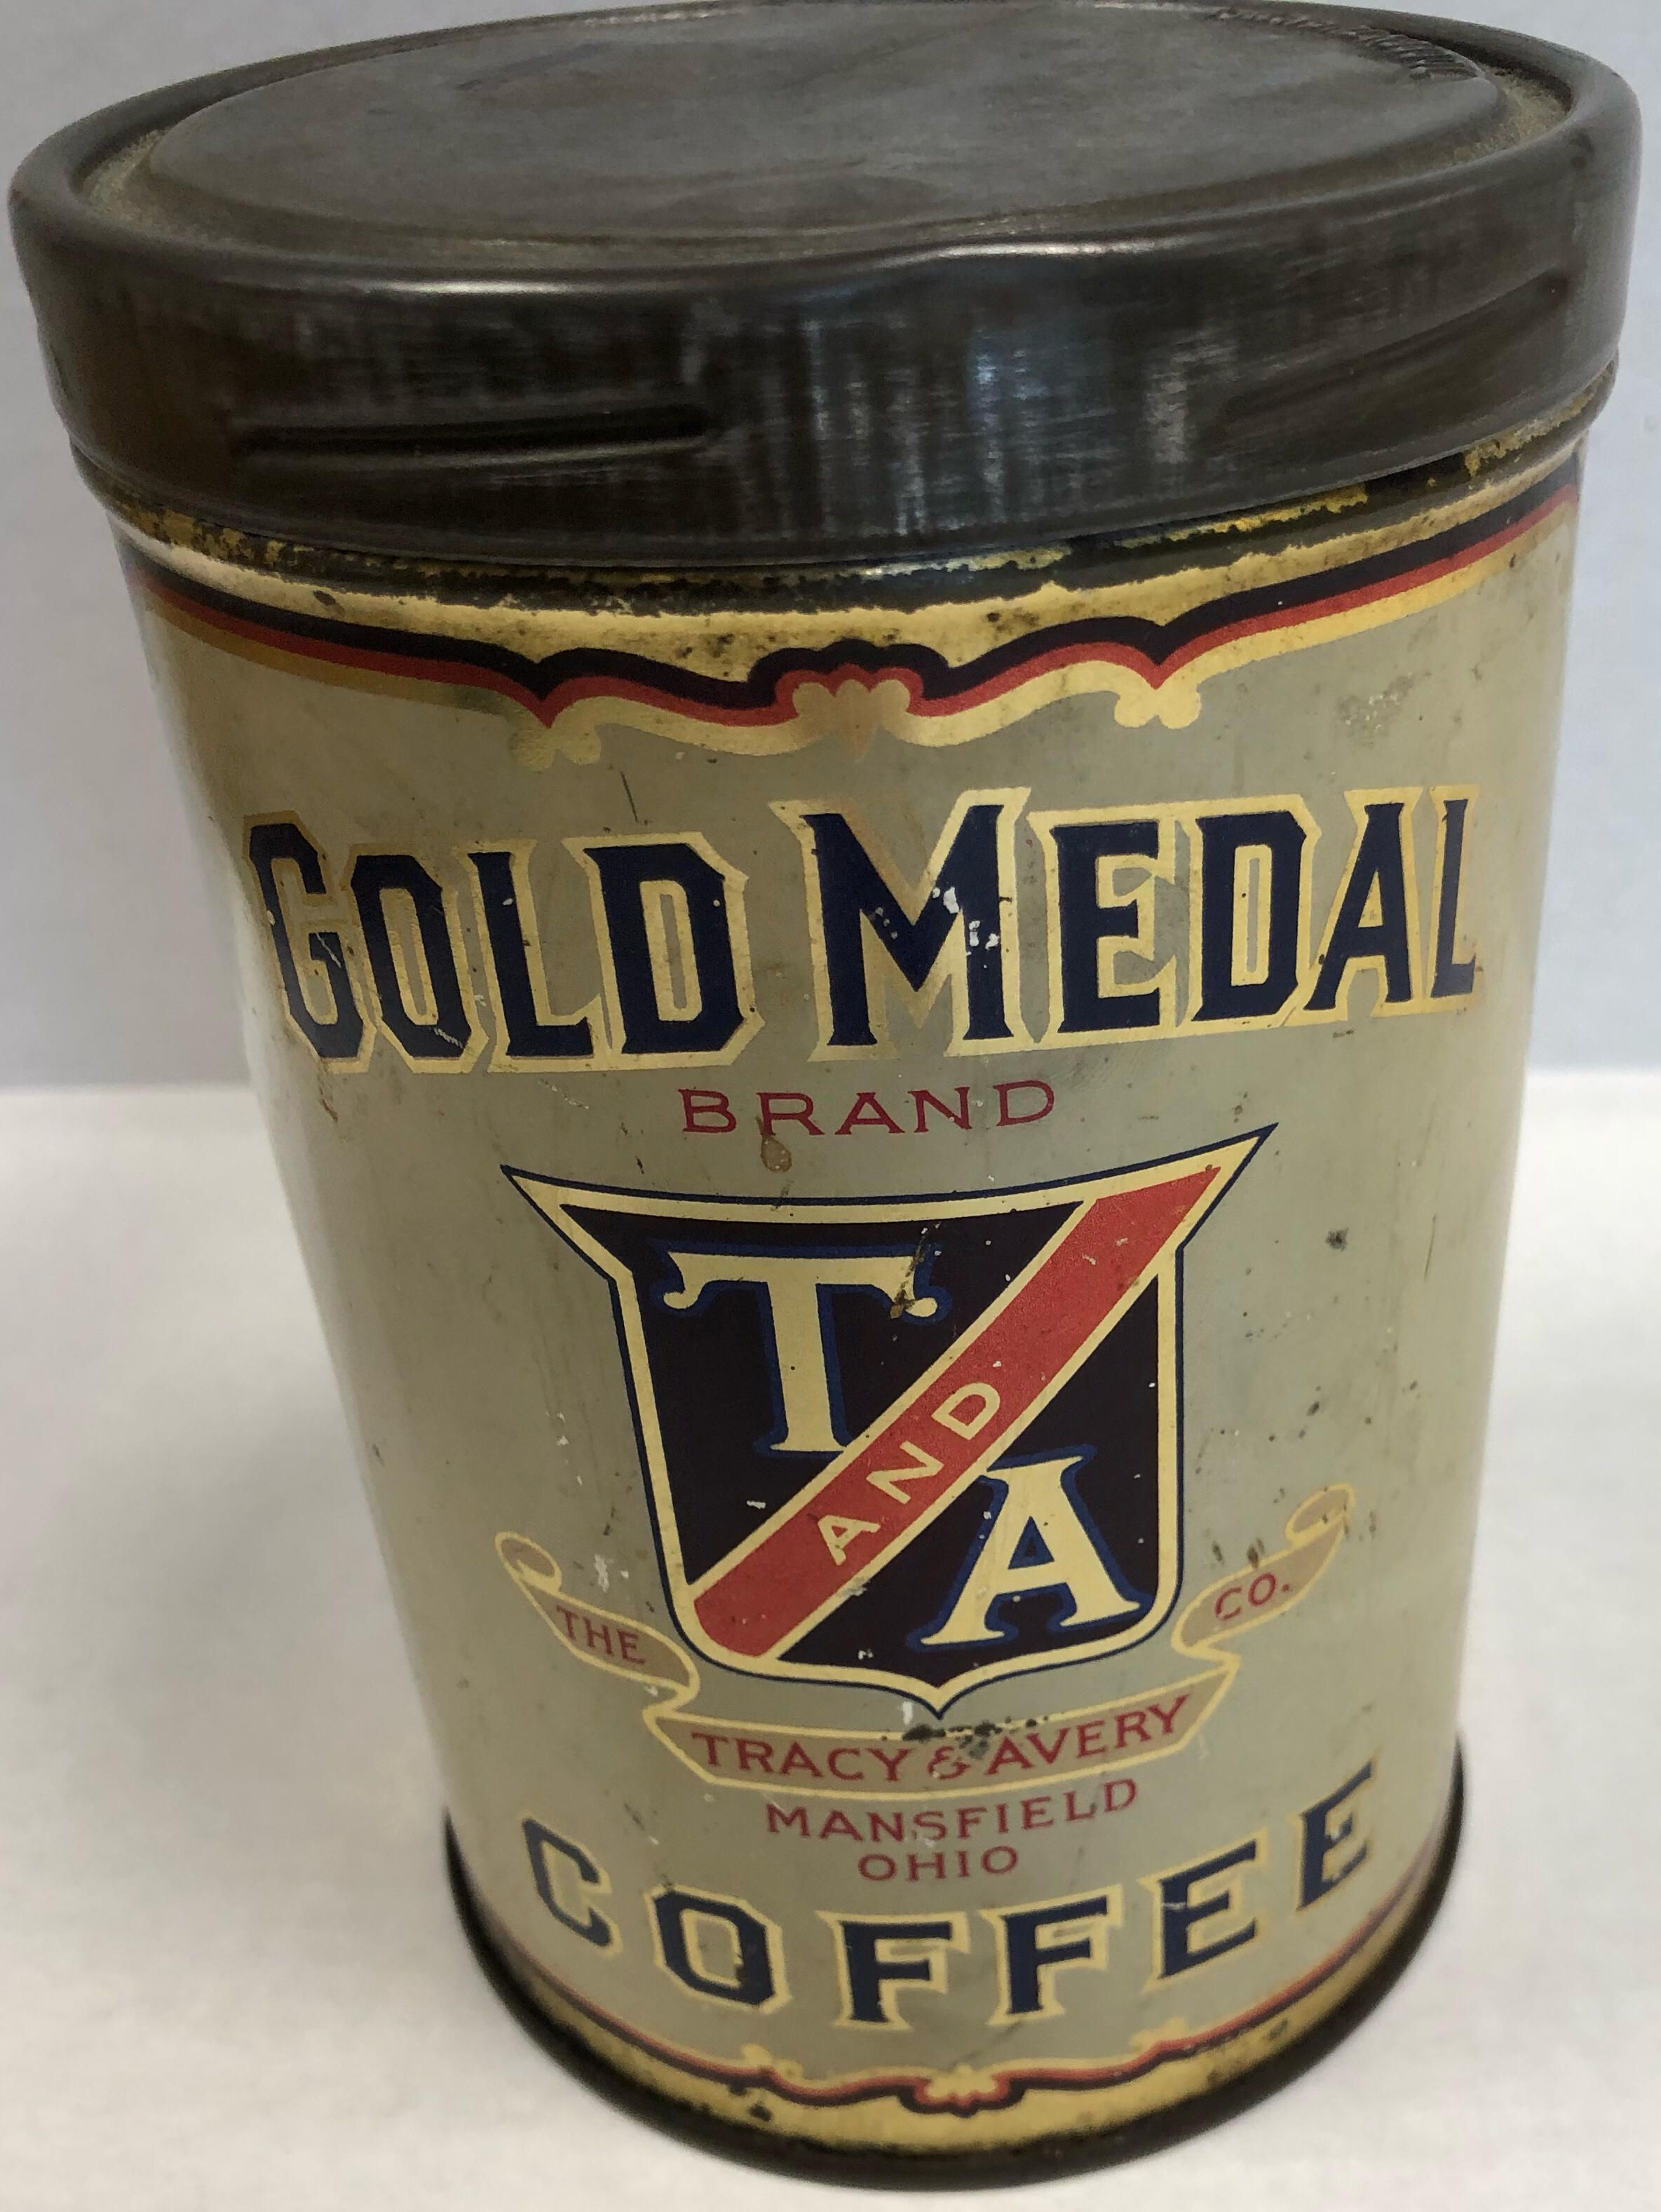 GOLD MEDAL
BRAND
T
AND
A
THE
CO.
TRACY & AVERY
MANSFIELD
OHIO
COFFEE